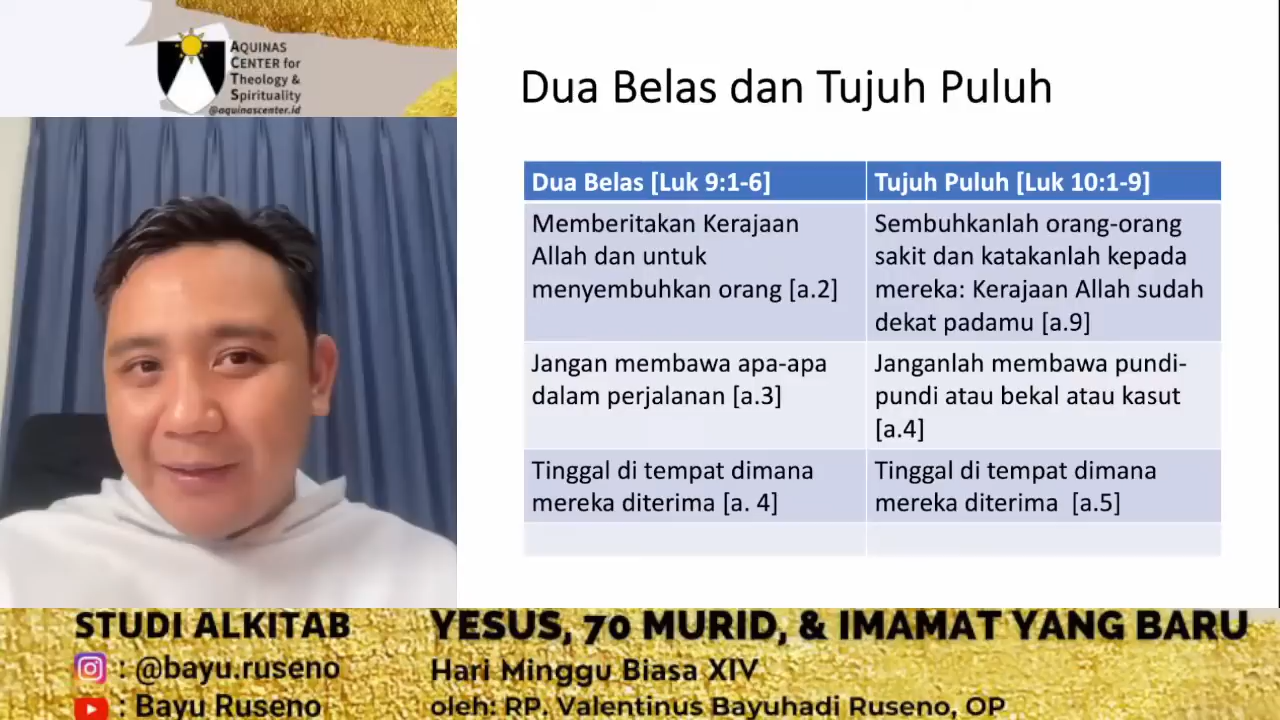 AQUINAS
CENTER for
Theology &
Spirituality
@aquinascenter.id
Dua Belas dan Tujuh Puluh
Dua Belas [Luk 9:1-6]
Tujuh Puluh [Luk 10:1-9]
Memberitakan Kerajaan
Allah dan untuk
menyembuhkan orang [a.2]
Sembuhkanlah orang-orang
sakit dan katakanlah kepada
mereka: Kerajaan Allah sudah
dekat padamu [a.9]
Jangan membawa apa-apa
dalam perjalanan [a.3]
Janganlah membawa pundi-
pundi atau bekal atau kasut
[a.4]
Tinggal di tempat dimana
mereka diterima [a. 4]
Tinggal di tempat dimana
mereka diterima [a.5]
STUDI ALKITAB
: @bayu.ruseno
: Bayu Ruseno
YESUS, 70 MURID, & IMAMAT YANG BARU
Hari Minggu Biasa XIV
oleh: RP. Valentinus Bayuhadi Ruseno, OP